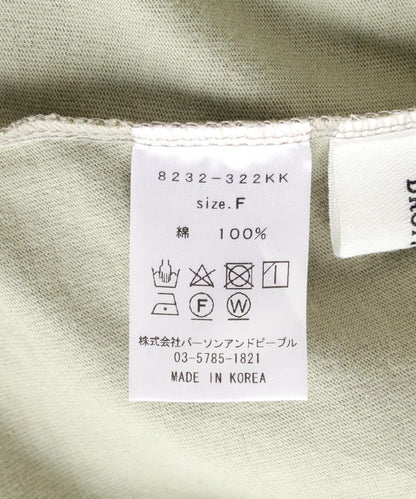 8232-322KK
size.F
綿 100%
F W
株式会社パーソンアンドピープル
03-5785-1821
MADE IN KOREA